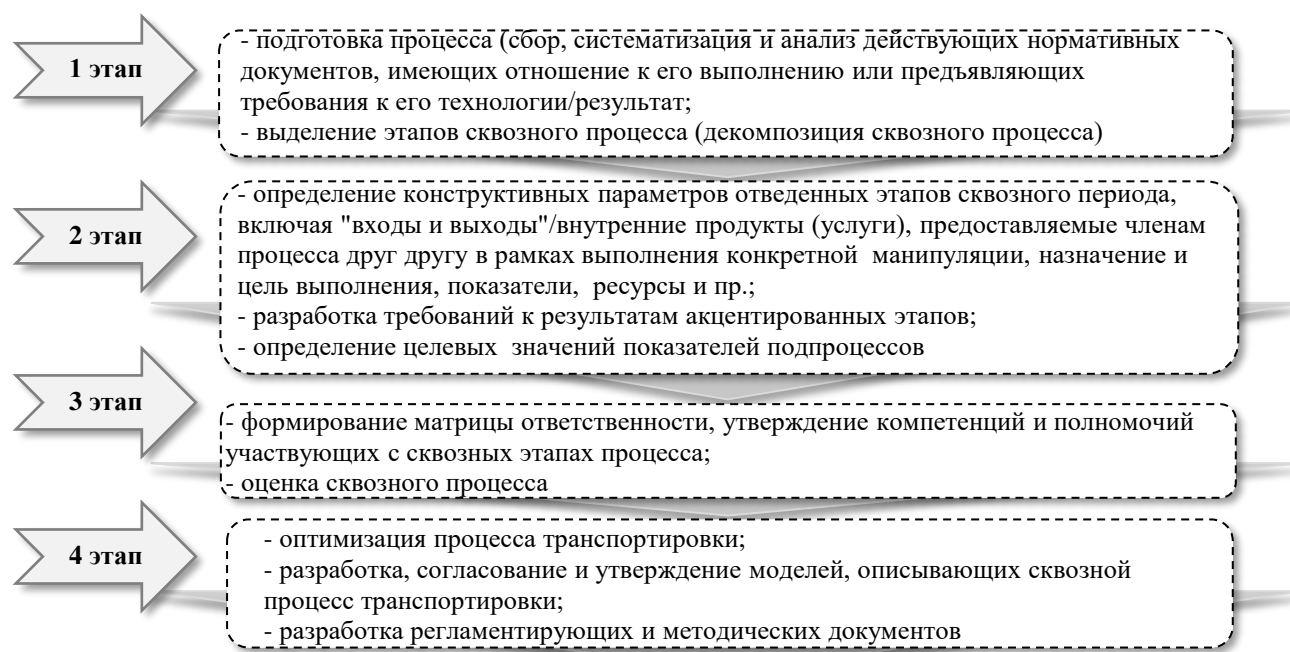 1 этап
- подготовка процесса (сбор, систематизация и анализ действующих нормативных
документов, имеющих отношение к его выполнению или предъявляющих
требования к его технологии/результат;
- выделение этапов сквозного процесса (декомпозиция сквозного процесса)
2 этап
- определение конструктивных параметров отведенных этапов сквозного периода,
включая "входы и выходы"/внутренние продукты (услуги), предоставляемые членам
процесса друг другу в рамках выполнения конкретной манипуляции, назначение и
цель выполнения, показатели, ресурсы и пр.;
- разработка требований к результатам акцентированных этапов;
- определение целевых значений показателей подпроцессов
3 этап
- формирование матрицы ответственности, утверждение компетенций и полномочий
участвующих с сквозных этапах процесса;
- оценка сквозного процесса
4 этап
- оптимизация процесса транспортировки;
- разработка, согласование и утверждение моделей, описывающих сквозной
процесс транспортировки;
- разработка регламентирующих и методических документов